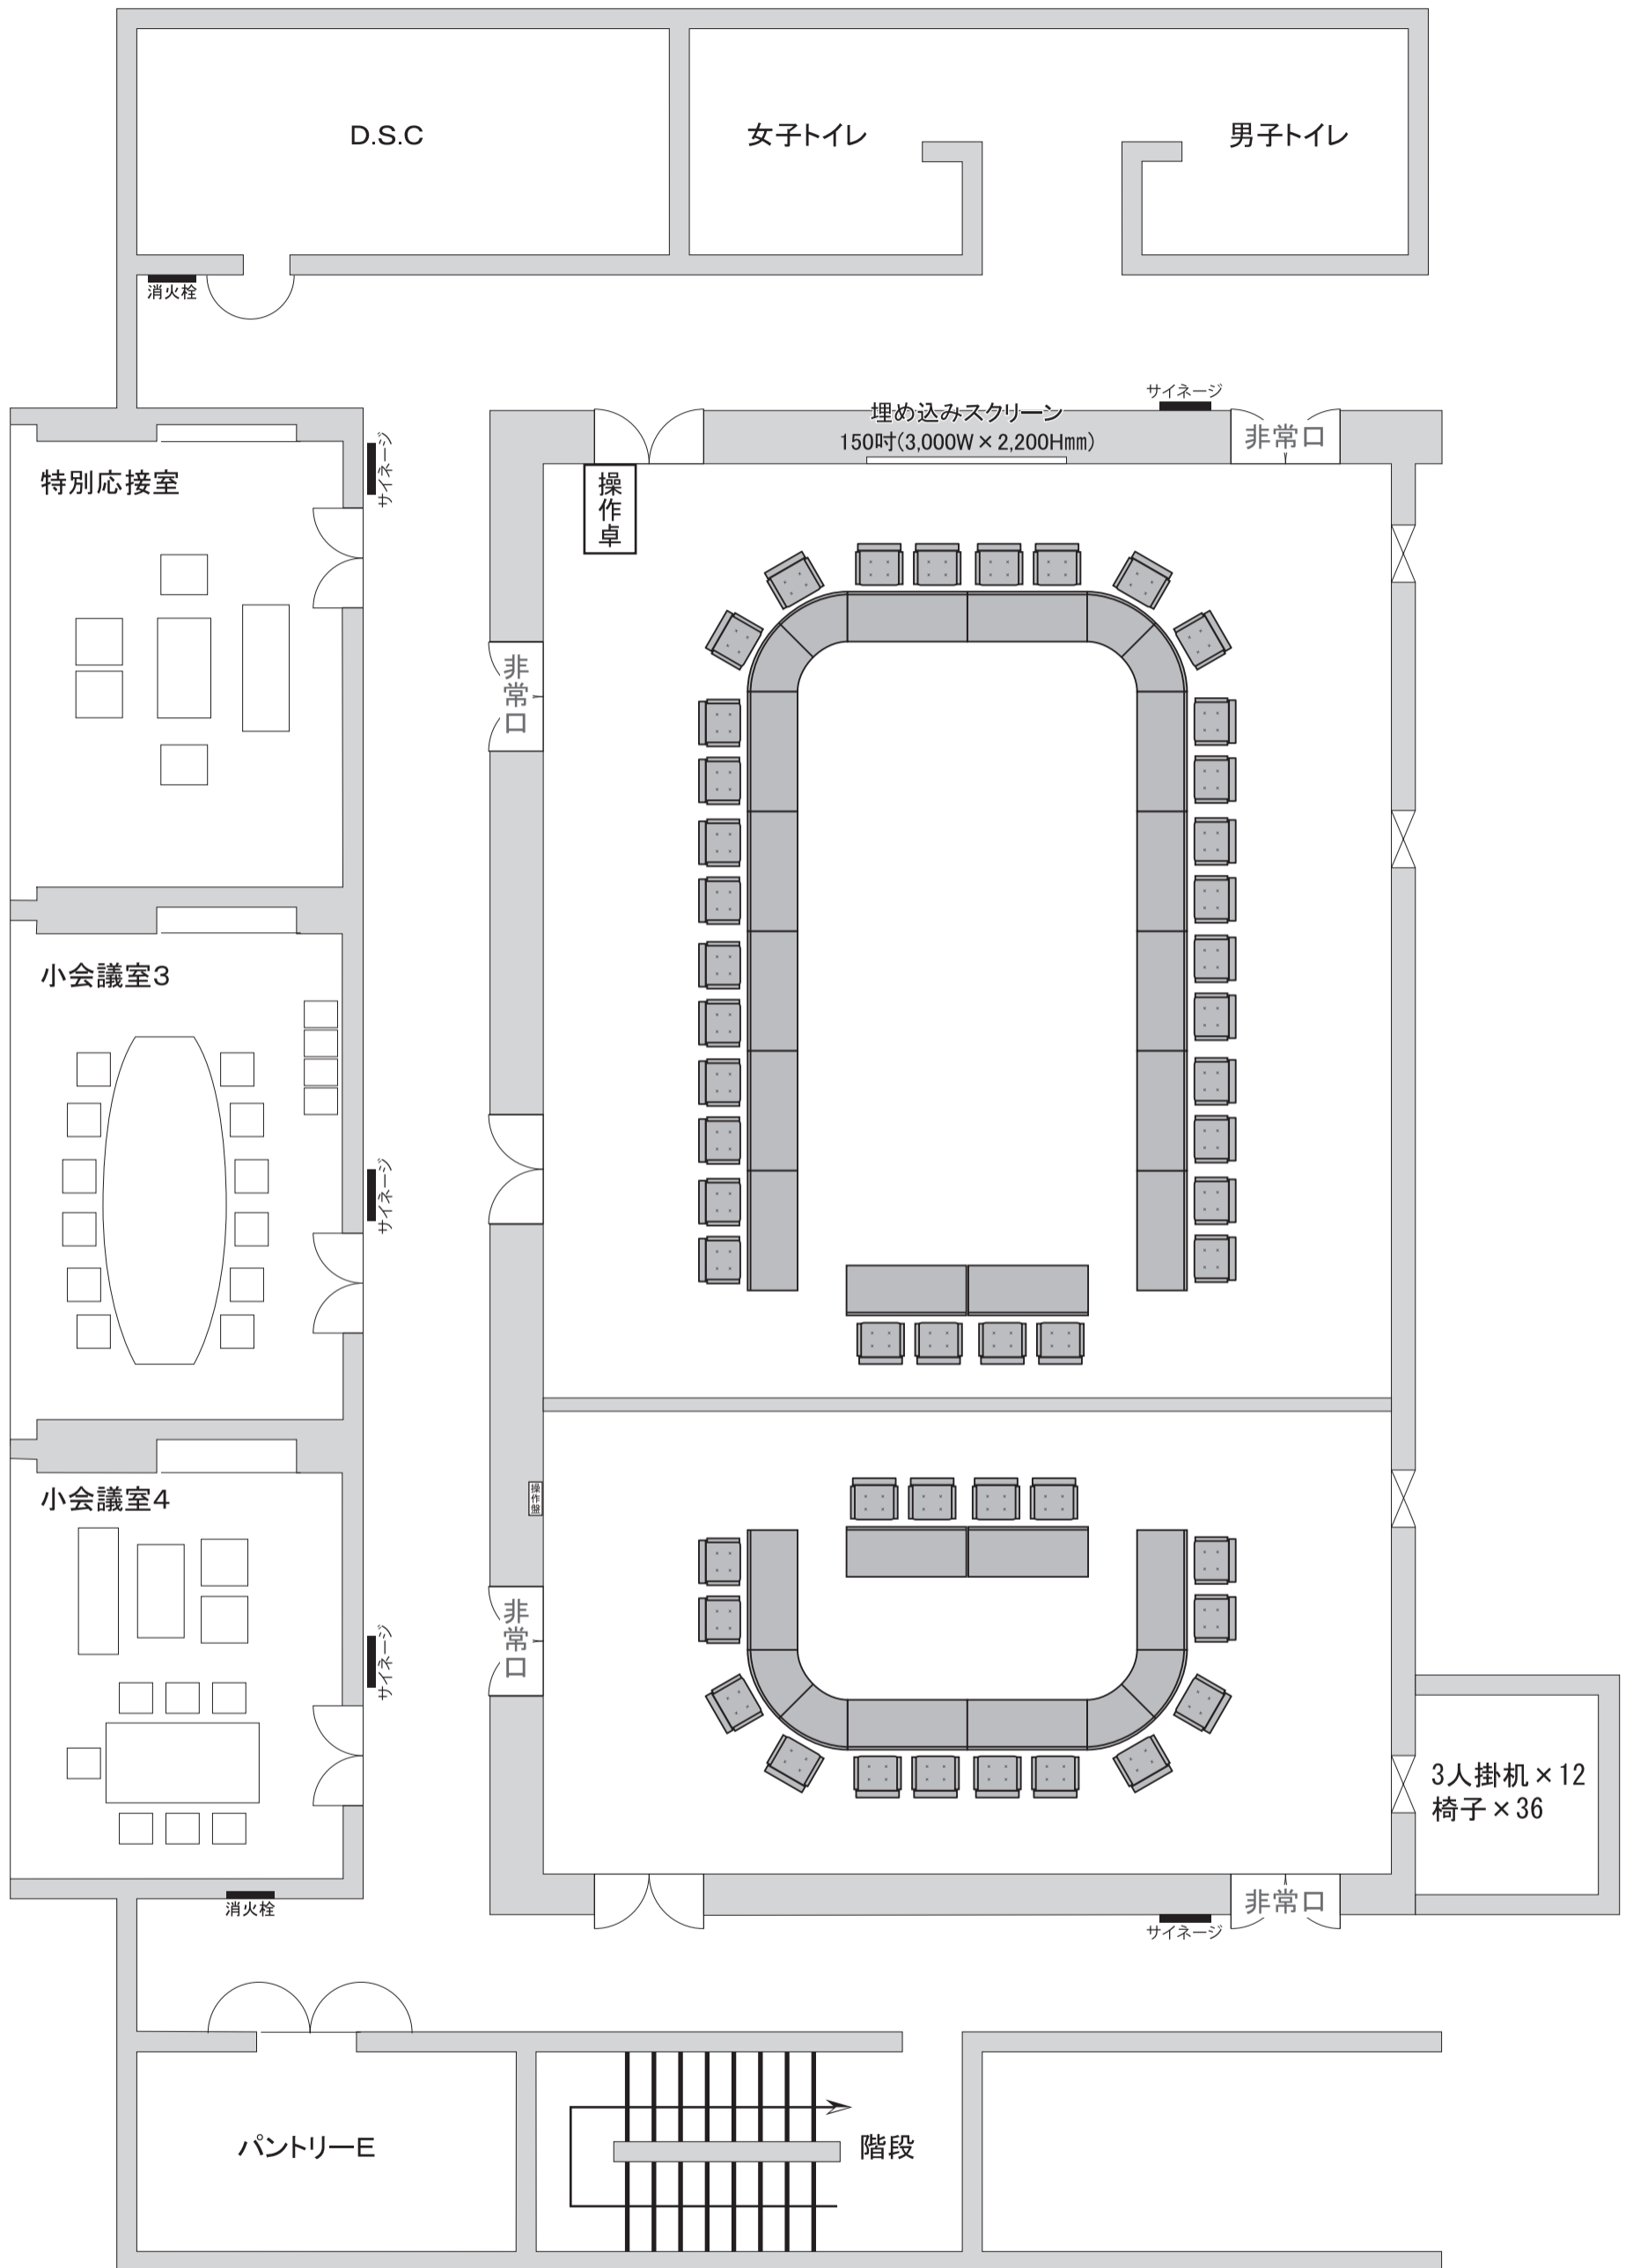 D.S.C
女子トイレ
男子トイレ
消火栓
サイネージ
埋め込みスクリーン
150吋(3,000W×2,200H㎜)
非常口
特別応接室
サイネージ
操作卓
非常口
小会議室3
サイネージ
小会議室4
操作盤
非常口
サイネージ
3人掛机×12
椅子×36
消火栓
非常口
サイネージ
パントリーE
階段